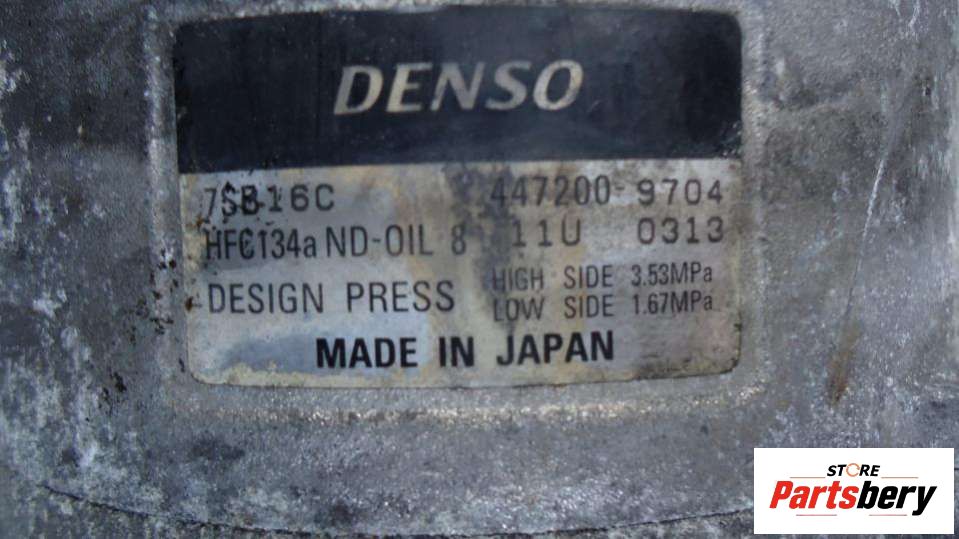 DENSO
7SB16C 447200-9704
HFC134a ND-OIL 8 11U 0313
DESIGN PRESS HIGH SIDE 3.53MPa
LOW SIDE 1.67MPa
MADE IN JAPAN
STORE
Partsbery